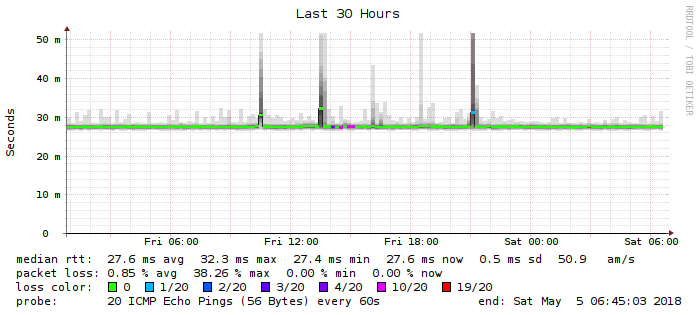 Last 30 Hours
RRDTOOL / TOBI OETIKER
Seconds
50 m
40 m
30 m
20 m
10 m
0
Fri 06:00 Fri 12:00 Fri 18:00 Sat 00:00 Sat 06:00
median rtt: 27.6 ms avg 32.3 ms max 27.4 ms min 27.6 ms now 0.5 ms sd 50.9 am/s
packet loss: 0.85 % avg 38.26 % max 0.00 % min 0.00 % now
loss color: 0 1/20 2/20 3/20 4/20 10/20 19/20
probe: 20 ICMP Echo Pings (56 Bytes) every 60s end: Sat May 5 06:45:03 2018